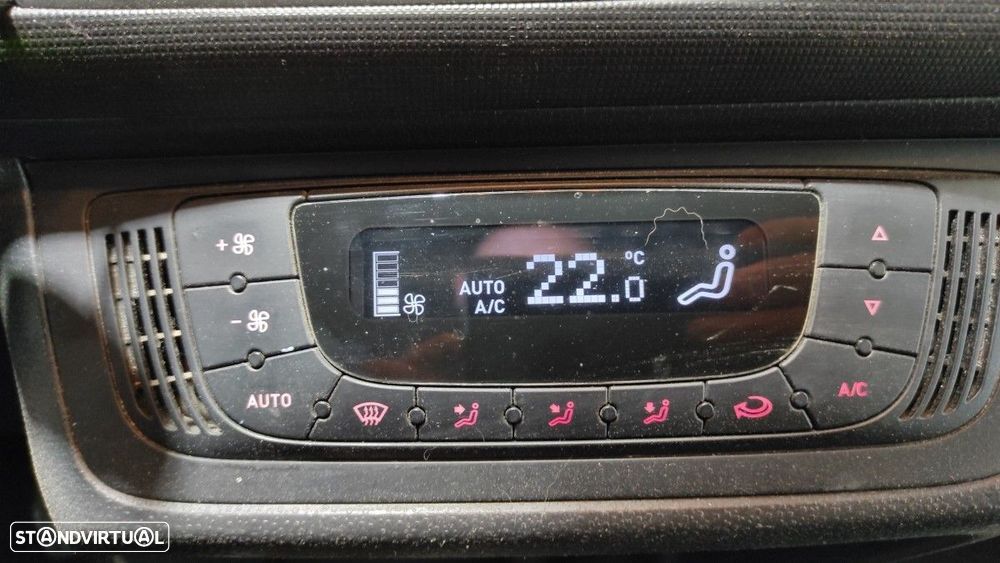 +
-
AUTO
A/C
22.0
°C
AUTO
A/C
STANDVIRTUAL